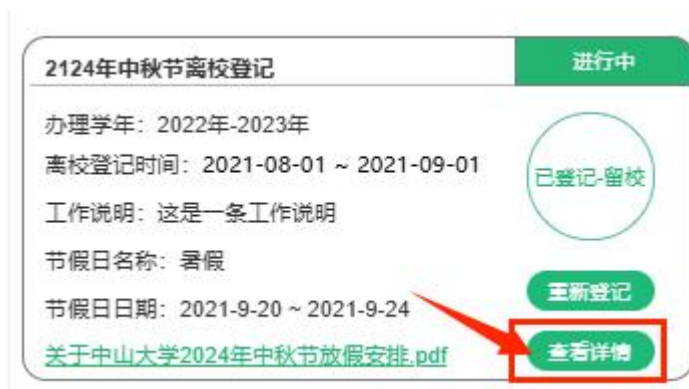 2124年中秋节离校登记
进行中
办理学年：2022年-2023年
离校登记时间：2021-08-01 ~ 2021-09-01
已登记-留校
工作说明：这是一条工作说明
节假日名称：暑假
重新登记
节假日日期：2021-9-20 ~ 2021-9-24
关于中山大学2024年中秋节放假安排.pdf
查看详情